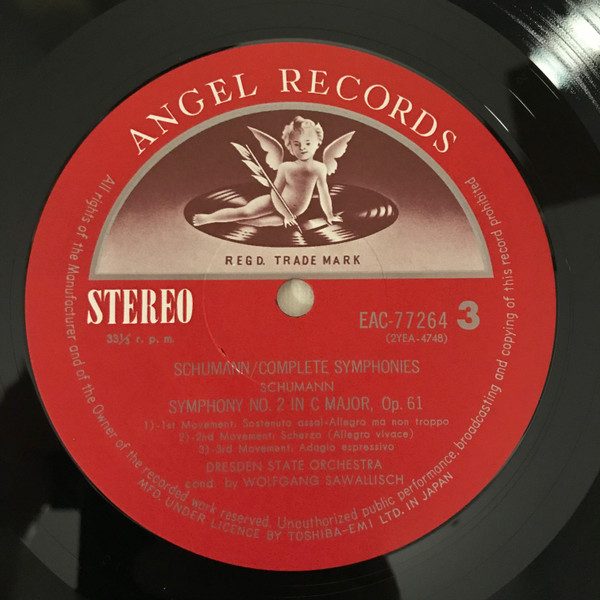 ANGEL RECORDS
REGD. TRADE MARK
STEREO
33⅓ r. p. m.
EAC-77264 3
(2YEA-4748)
SCHUMANN/COMPLETE SYMPHONIES
SCHUMANN
SYMPHONY NO. 2 IN C MAJOR, Op. 61
1)-1st Movement: Sostenuto assai-Allegro ma non troppo
2)-2nd Movement: Scherzo (Allegro vivace)
3)-3rd Movement: Adagio espressivo
DRESDEN STATE ORCHESTRA
cond. by WOLFGANG SAWALLISCH
All rights of the Manufacturer and of the Owner of the recorded work reserved. Unauthorized public performance, broadcasting and copying of this record prohibited
MFD. UNDER LICENCE BY TOSHIBA-EMI LTD. IN JAPAN